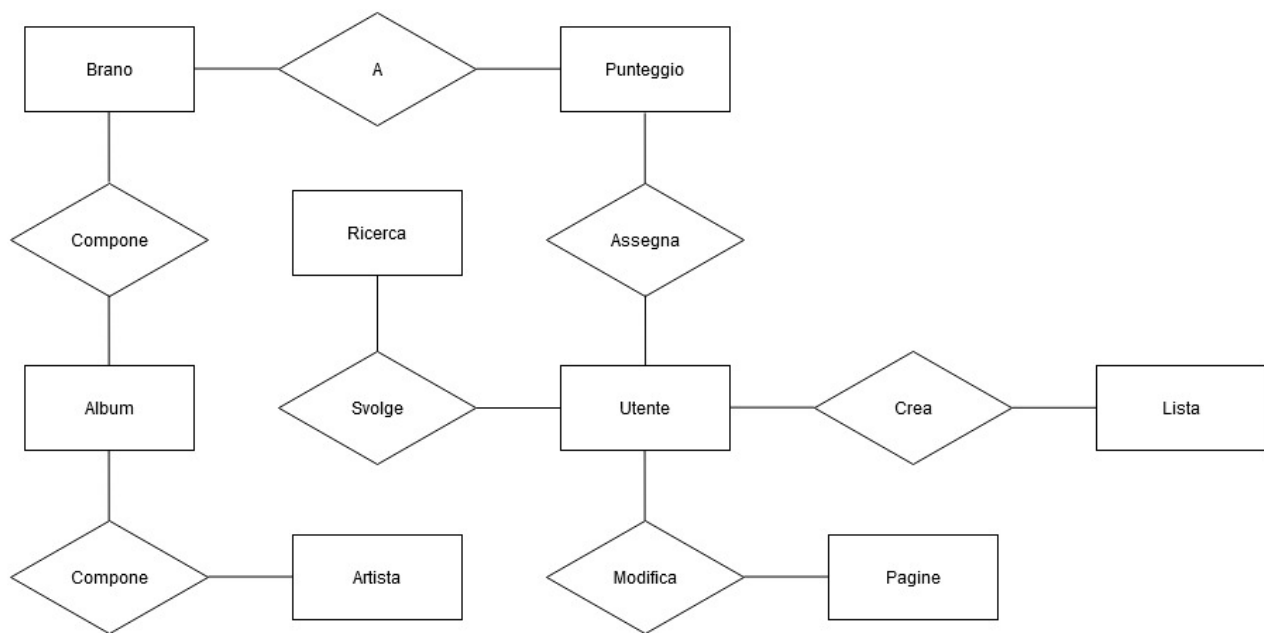 Brano
A
Punteggio
Compone
Ricerca
Assegna
Album
Svolge
Utente
Crea
Lista
Compone
Artista
Modifica
Pagine